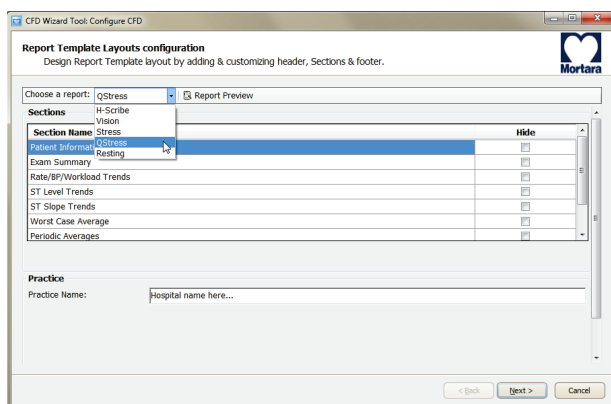 CFD Wizard Tool: Configure CFD
Report Template Layouts configuration
Design Report Template layout by adding & customizing header, Sections & footer.
Mortara
Choose a report: QStress Report Preview
H-Scribe
Vision
Stress
QStress
Resting
Sections
Section Name Hide
Patient Informati
Exam Summary
Rate/BP/Workload Trends
ST Level Trends
ST Slope Trends
Worst Case Average
Periodic Averages
Practice
Practice Name: Hospital name here...
< Back Next > Cancel